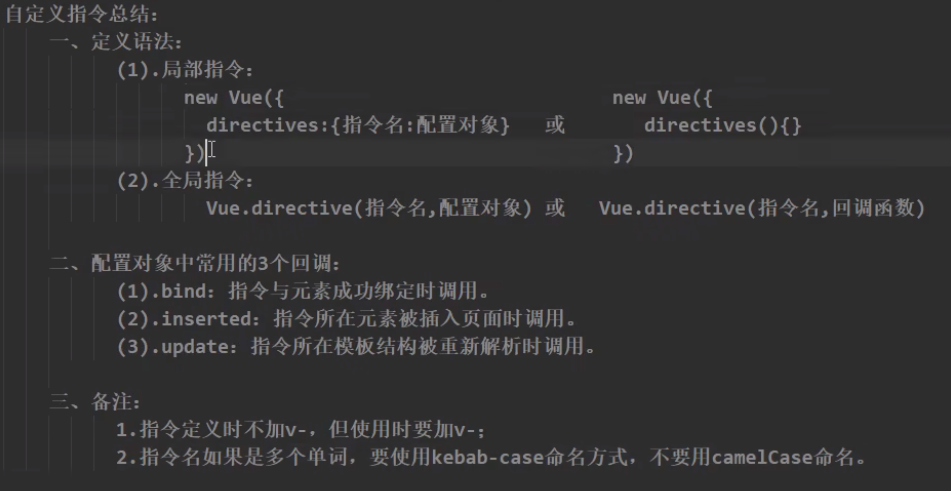 自定义指令总结：
一、定义语法：
(1).局部指令：
new Vue({ new Vue({
directives:{指令名:配置对象} 或 directives(){}
}) })
(2).全局指令：
Vue.directive(指令名,配置对象) 或 Vue.directive(指令名,回调函数)
二、配置对象中常用的3个回调：
(1).bind：指令与元素成功绑定时调用。
(2).inserted：指令所在元素被插入页面时调用。
(3).update：指令所在模板结构被重新解析时调用。
三、备注：
1.指令定义时不加v-，但使用时要加v-；
2.指令名如果是多个单词，要使用kebab-case命名方式，不要用camelCase命名。